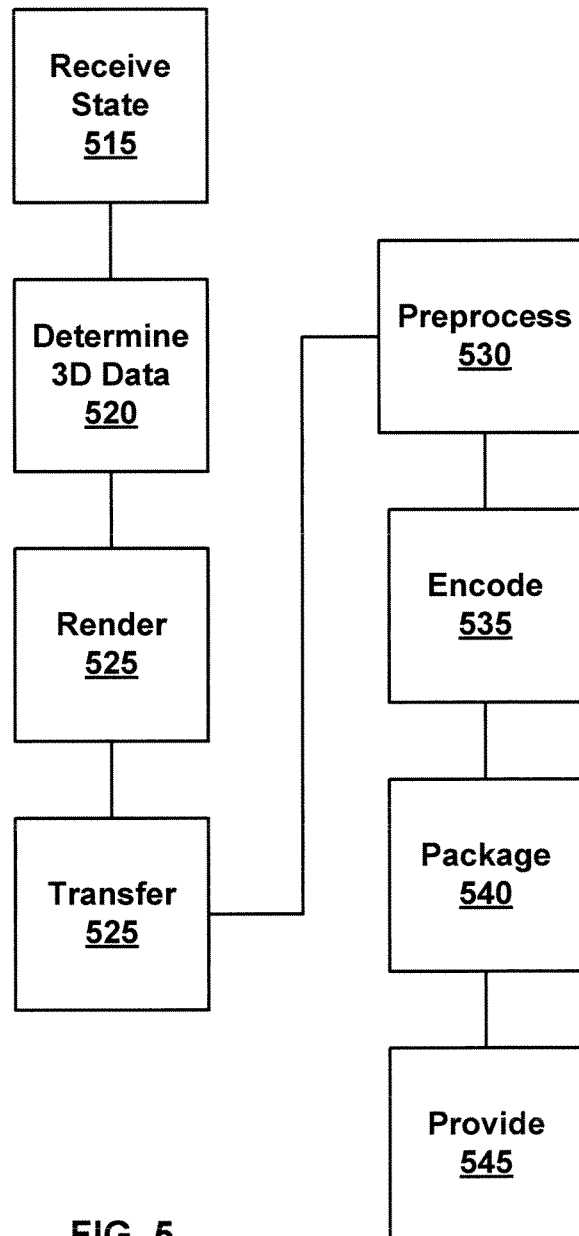 Receive
State
515
Determine
3D Data
520
Render
525
Transfer
525
Preprocess
530
Encode
535
Package
540
Provide
545
FIG. 5